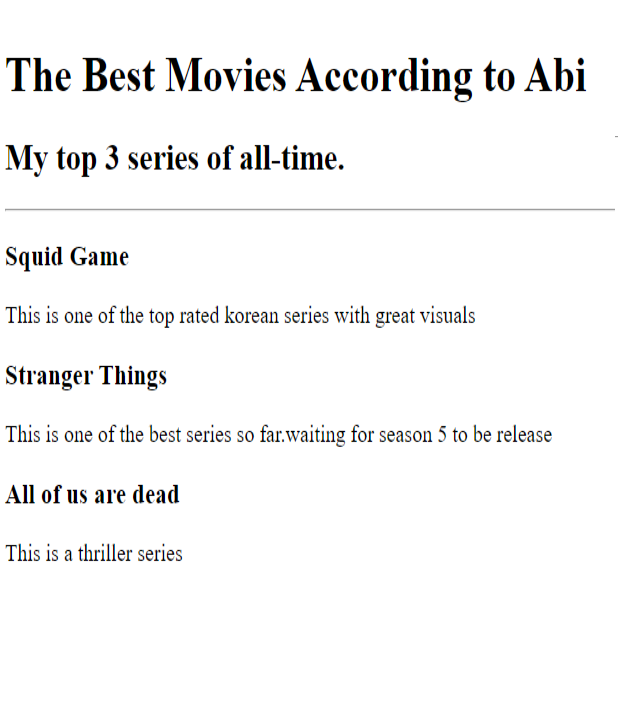 The Best Movies According to Abi
My top 3 series of all-time.
Squid Game
This is one of the top rated korean series with great visuals
Stranger Things
This is one of the best series so far.waiting for season 5 to be release
All of us are dead
This is a thriller series